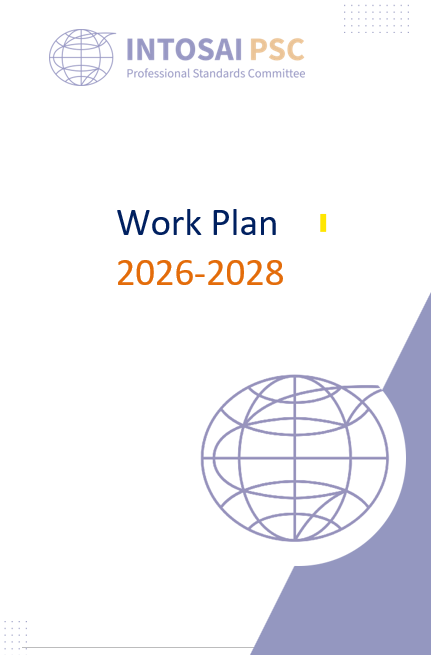 INTOSAI PSC
Professional Standards Committee
Work Plan
2026-2028